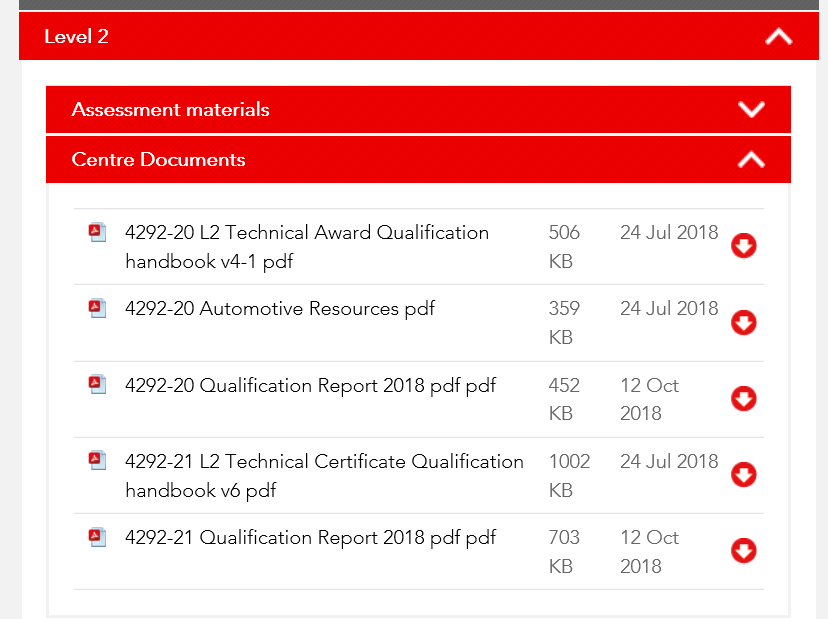 Level 2
Assessment materials
Centre Documents
4292-20 L2 Technical Award Qualification 506 24 Jul 2018
handbook v4-1 pdf KB
4292-20 Automotive Resources pdf 359 24 Jul 2018
KB
4292-20 Qualification Report 2018 pdf pdf 452 12 Oct
KB 2018
4292-21 L2 Technical Certificate Qualification 1002 24 Jul 2018
handbook v6 pdf KB
4292-21 Qualification Report 2018 pdf pdf 703 12 Oct
KB 2018